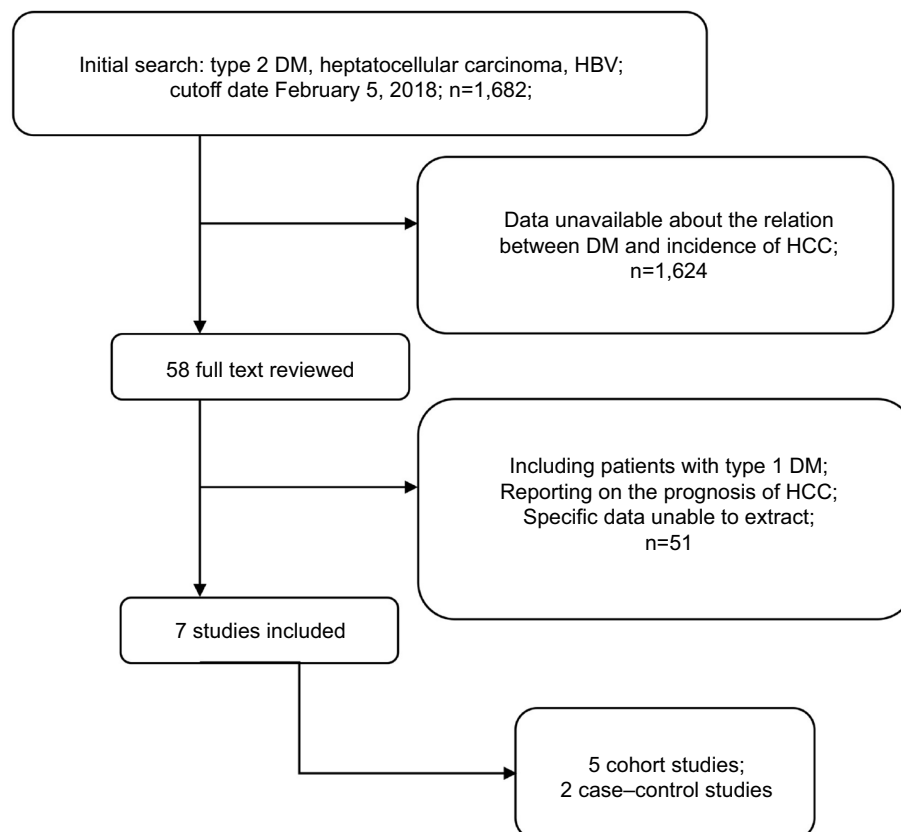 Initial search: type 2 DM, heptatocellular carcinoma, HBV;
cutoff date February 5, 2018; n=1,682;
Data unavailable about the relation
between DM and incidence of HCC;
n=1,624
58 full text reviewed
Including patients with type 1 DM;
Reporting on the prognosis of HCC;
Specific data unable to extract;
n=51
7 studies included
5 cohort studies;
2 case–control studies